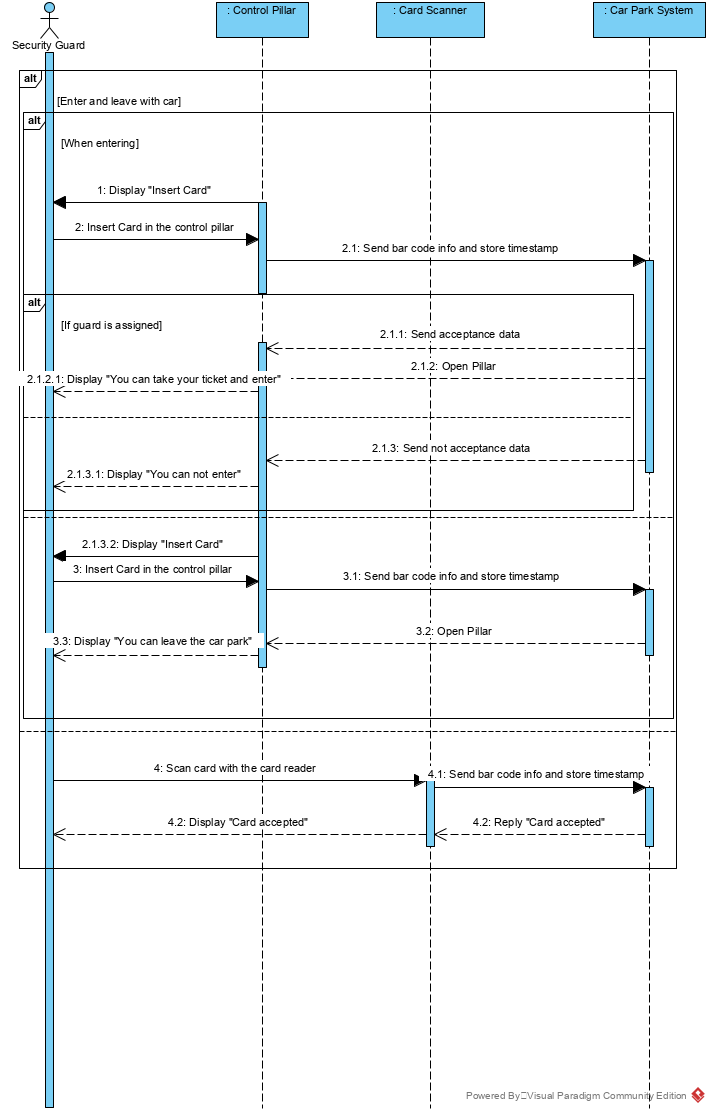 Security Guard
: Control Pillar
: Card Scanner
: Car Park System
alt
[Enter and leave with car]
alt
[When entering]
1: Display "Insert Card"
2: Insert Card in the control pillar
2.1: Send bar code info and store timestamp
alt
[If guard is assigned]
2.1.1: Send acceptance data
2.1.2: Open Pillar
2.1.2.1: Display "You can take your ticket and enter"
2.1.3: Send not acceptance data
2.1.3.1: Display "You can not enter"
2.1.3.2: Display "Insert Card"
3: Insert Card in the control pillar
3.1: Send bar code info and store timestamp
3.2: Open Pillar
3.3: Display "You can leave the car park"
4: Scan card with the card reader
4.1: Send bar code info and store timestamp
4.2: Display "Card accepted"
4.2: Reply "Card accepted"
Powered By Visual Paradigm Community Edition